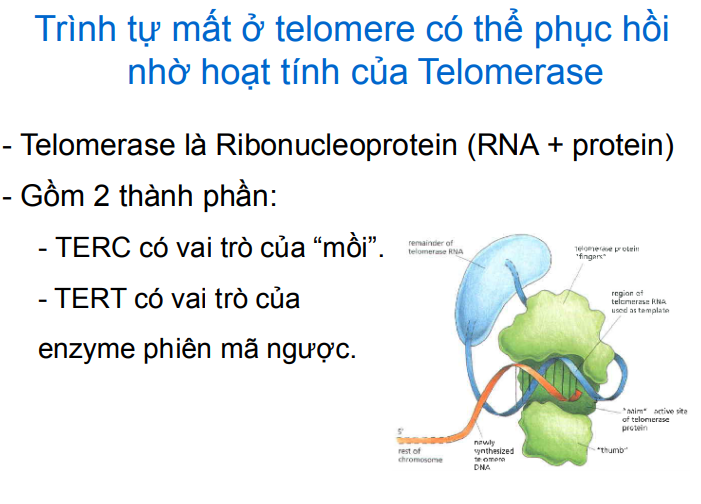 Trình tự mất ở telomere có thể phục hồi
nhờ hoạt tính của Telomerase
- Telomerase là Ribonucleoprotein (RNA + protein)
- Gồm 2 thành phần:
- TERC có vai trò của “mồi”.
- TERT có vai trò của
enzyme phiên mã ngược.
remainder of
telomerase RNA
telomerase protein
"fingers"
region of
telomerase RNA
used as template
"palm" active site
of telomerase
protein
"thumb"
newly
synthesized
telomere
DNA
5'
rest of
chromosome